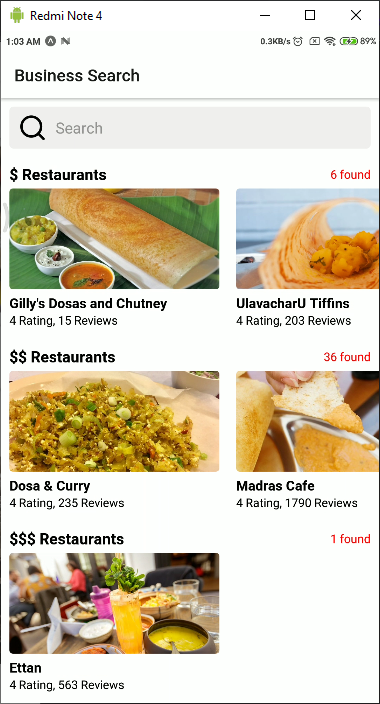 Redmi Note 4
1:03 AM 0.3KB/s 89%
Business Search
Search
$ Restaurants 6 found
Gilly's Dosas and Chutney UlavacharU Tiffins
4 Rating, 15 Reviews 4 Rating, 203 Reviews
$$ Restaurants 36 found
Dosa & Curry Madras Cafe
4 Rating, 235 Reviews 4 Rating, 1790 Reviews
$$$ Restaurants 1 found
Ettan
4 Rating, 563 Reviews